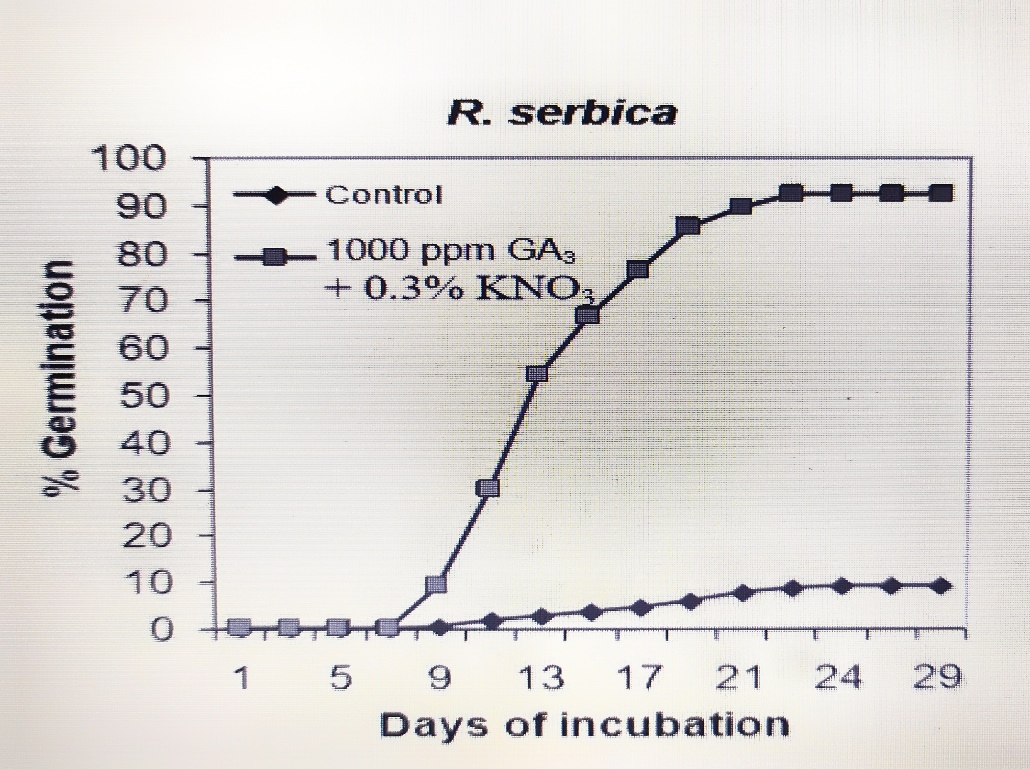 R. serbica
100
90
80
70
60
50
40
30
20
10
0
% Germination
Control
1000 ppm GA₃
+ 0.3% KNO₃
1 5 9 13 17 21 24 29
Days of incubation